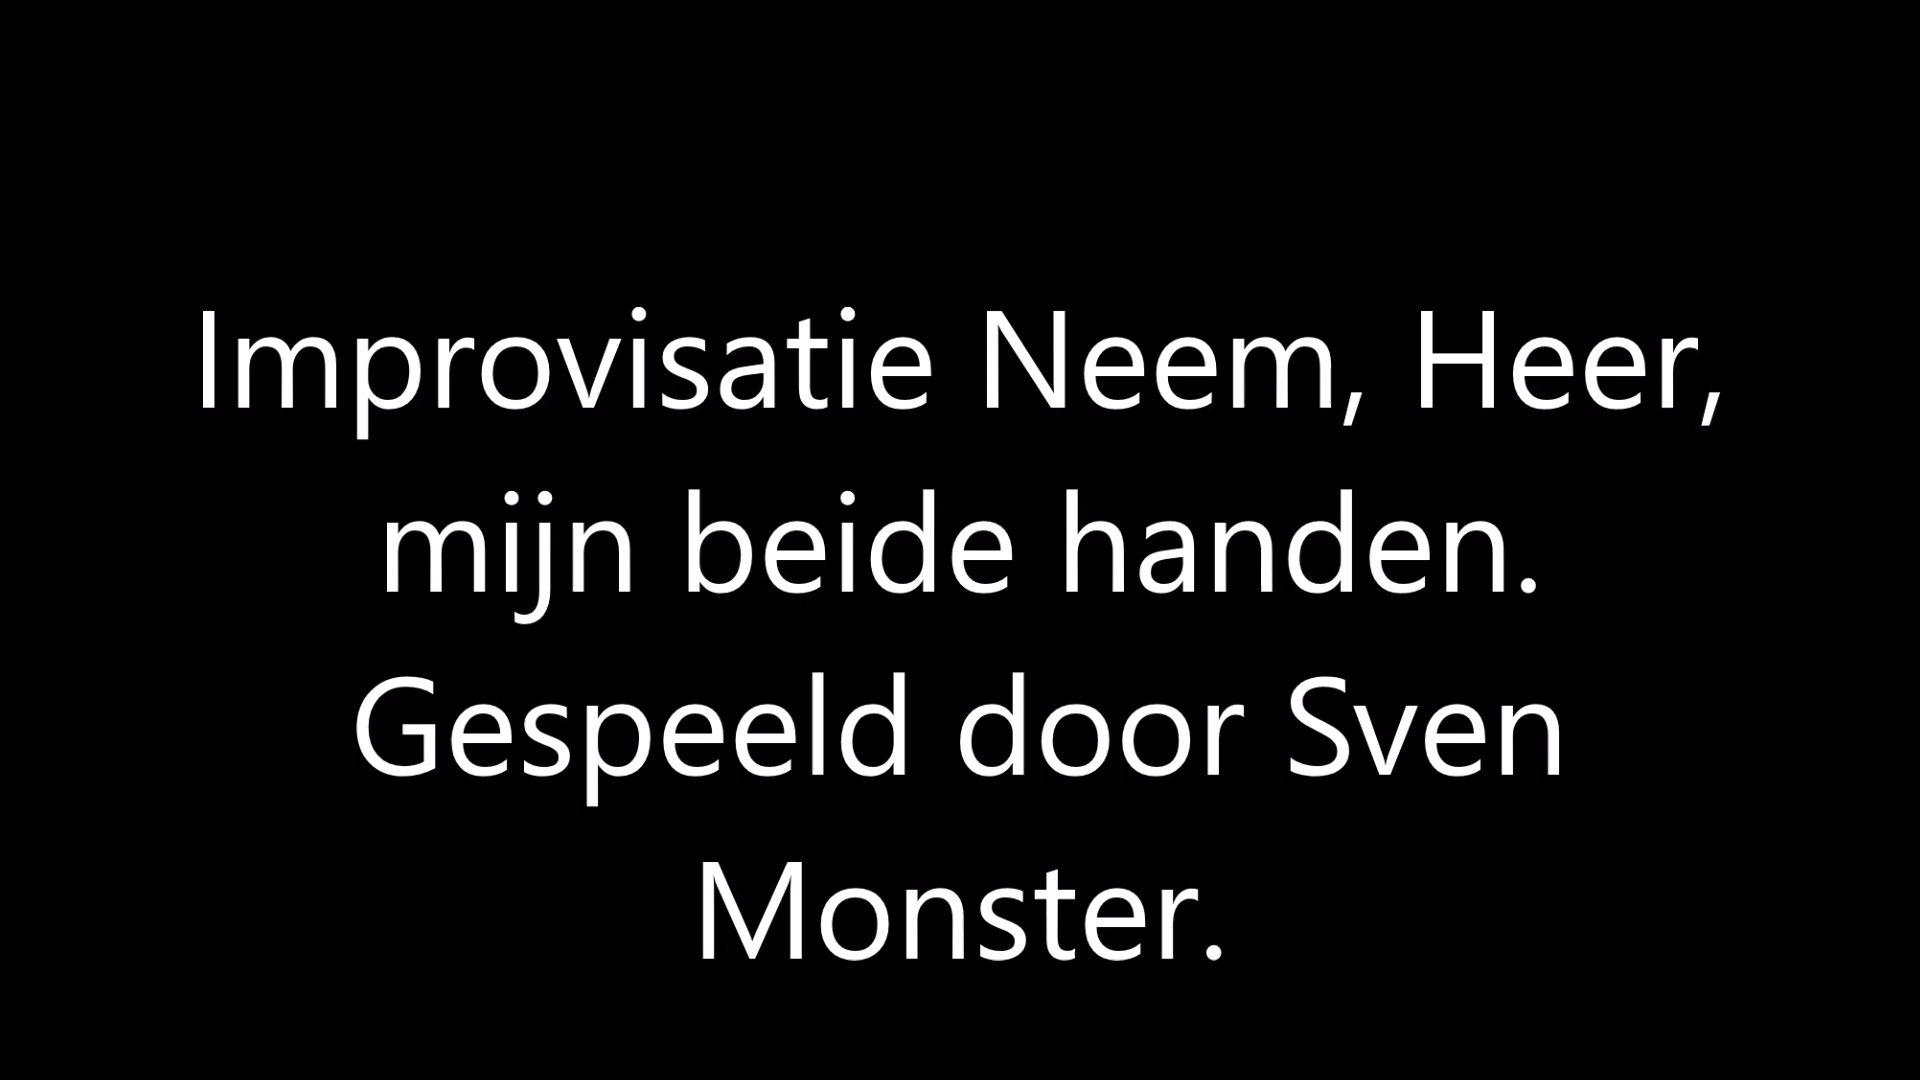 Improvisatie Neem, Heer,
mijn beide handen.
Gespeeld door Sven
Monster.